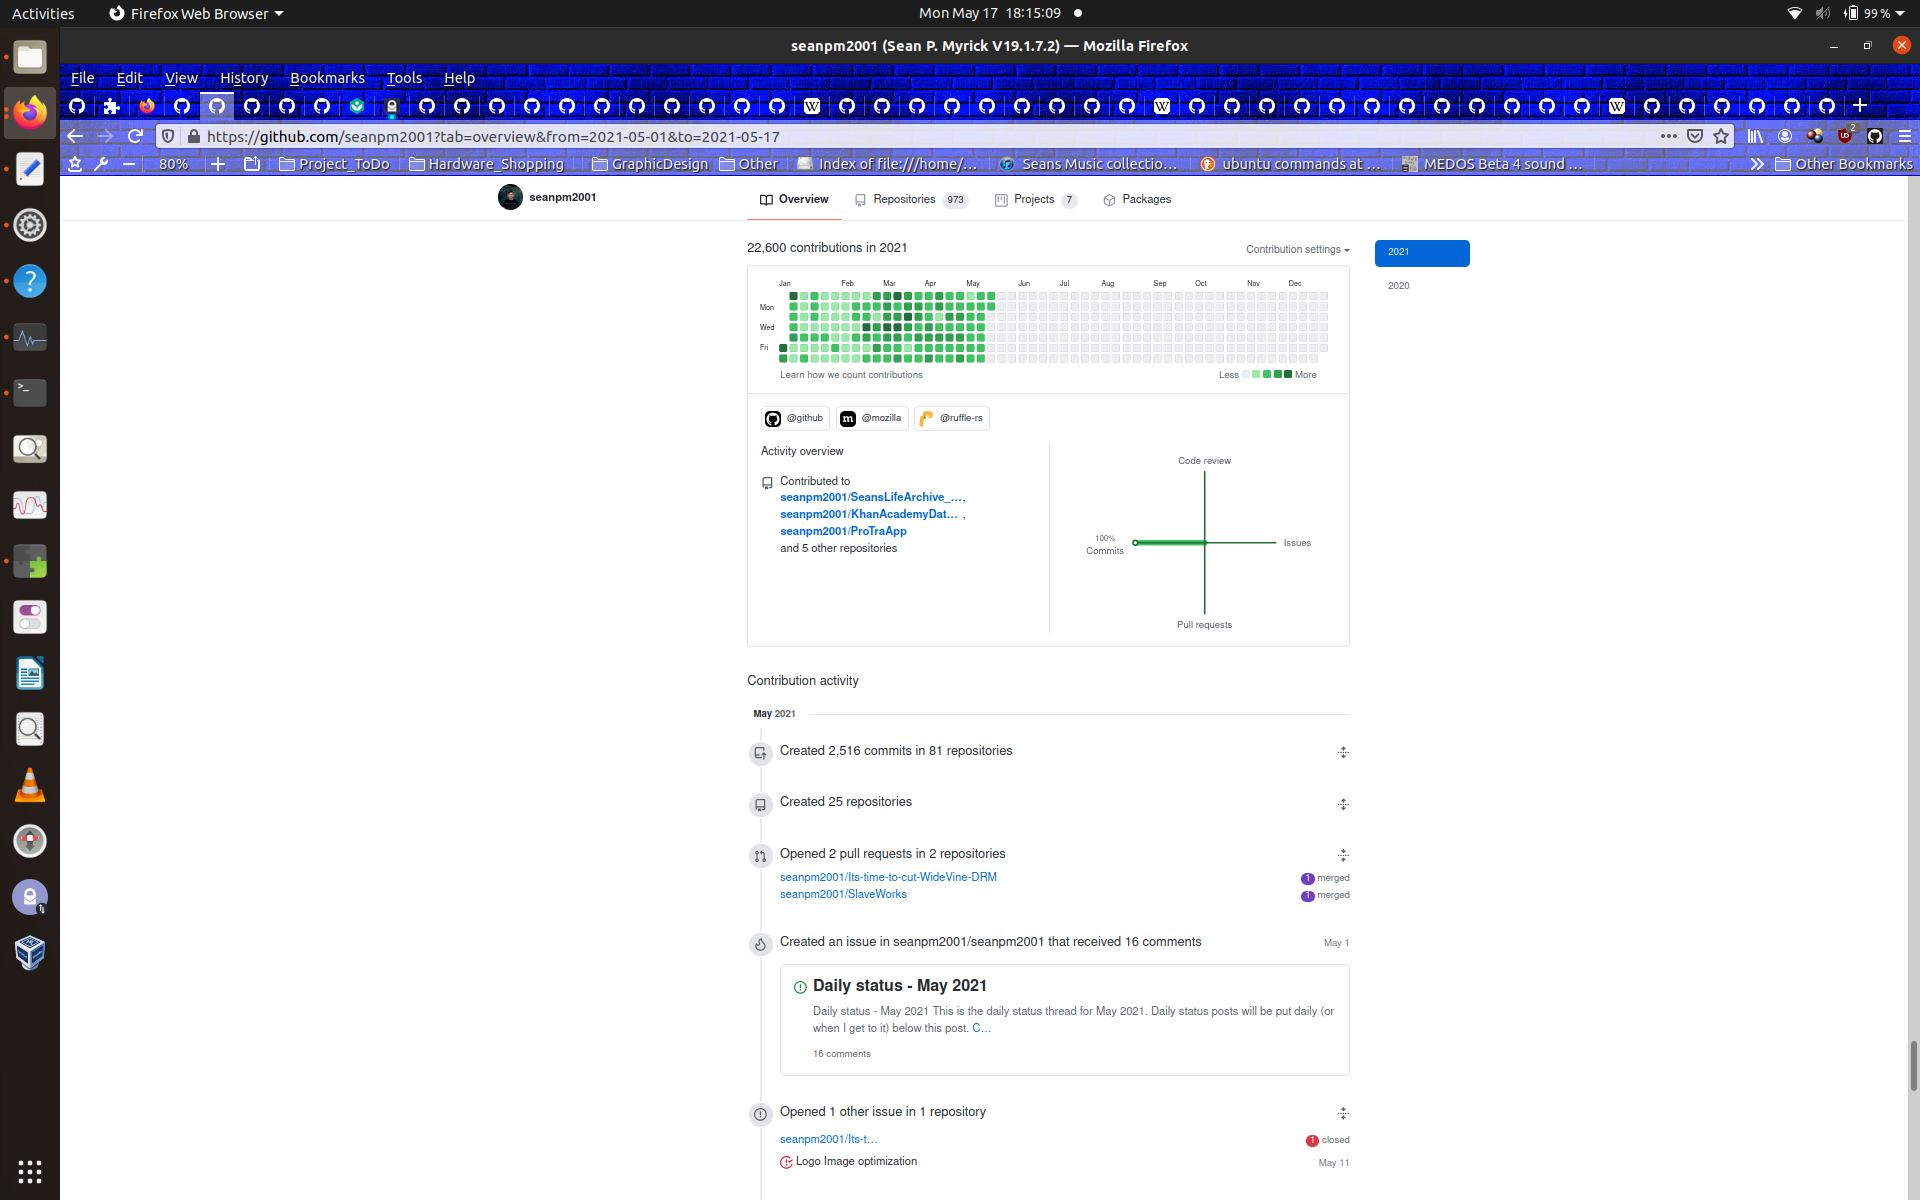 Activities
Firefox Web Browser
Mon May 17 18:15:09
99 %
seanpm2001 (Sean P. Myrick V19.1.7.2) — Mozilla Firefox
File Edit View History Bookmarks Tools Help
https://github.com/seanpm2001?tab=overview&from=2021-05-01&to=2021-05-17
2
80%
Project_ToDo
Hardware_Shopping
GraphicDesign
Other
Index of file:///home/…
Seans Music collectio…
ubuntu commands at …
MEDOS Beta 4 sound …
Other Bookmarks
seanpm2001
Overview
Repositories 973
Projects 7
Packages
22,600 contributions in 2021
Contribution settings
2021
2020
Jan Feb Mar Apr May Jun Jul Aug Sep Oct Nov Dec
Mon
Wed
Fri
Learn how we count contributions
Less More
@github
@mozilla
@ruffle-rs
Activity overview
Contributed to
seanpm2001/SeansLifeArchive_…,
seanpm2001/KhanAcademyDat… ,
seanpm2001/ProTraApp
and 5 other repositories
Code review
100%
Commits
Issues
Pull requests
Contribution activity
May 2021
Created 2,516 commits in 81 repositories
Created 25 repositories
Opened 2 pull requests in 2 repositories
seanpm2001/Its-time-to-cut-WideVine-DRM
1 merged
seanpm2001/SlaveWorks
1 merged
Created an issue in seanpm2001/seanpm2001 that received 16 comments
May 1
Daily status - May 2021
Daily status - May 2021 This is the daily status thread for May 2021. Daily status posts will be put daily (or
when I get to it) below this post. C…
16 comments
Opened 1 other issue in 1 repository
seanpm2001/Its-t…
1 closed
Logo Image optimization
May 11